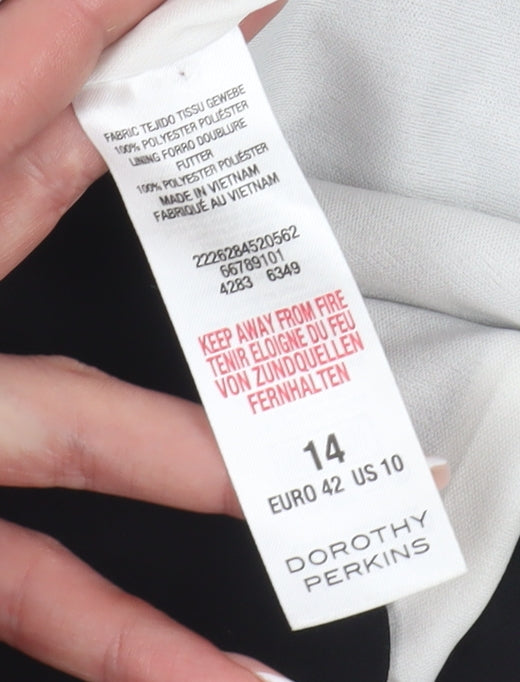 FABRIC TEJIDO TISSU GEWEBE
100% POLYESTER POLIÉSTER
LINING FORRO DOUBLURE
FUTTER
100% POLYESTER POLIÉSTER
MADE IN VIETNAM
FABRIQUÉ AU VIETNAM
2226284520562
66789101
4283 6349
KEEP AWAY FROM FIRE
TENIR ELOIGNE DU FEU
VON ZUNDQUELLEN
FERNHALTEN
14
EURO 42 US 10
DOROTHY
PERKINS